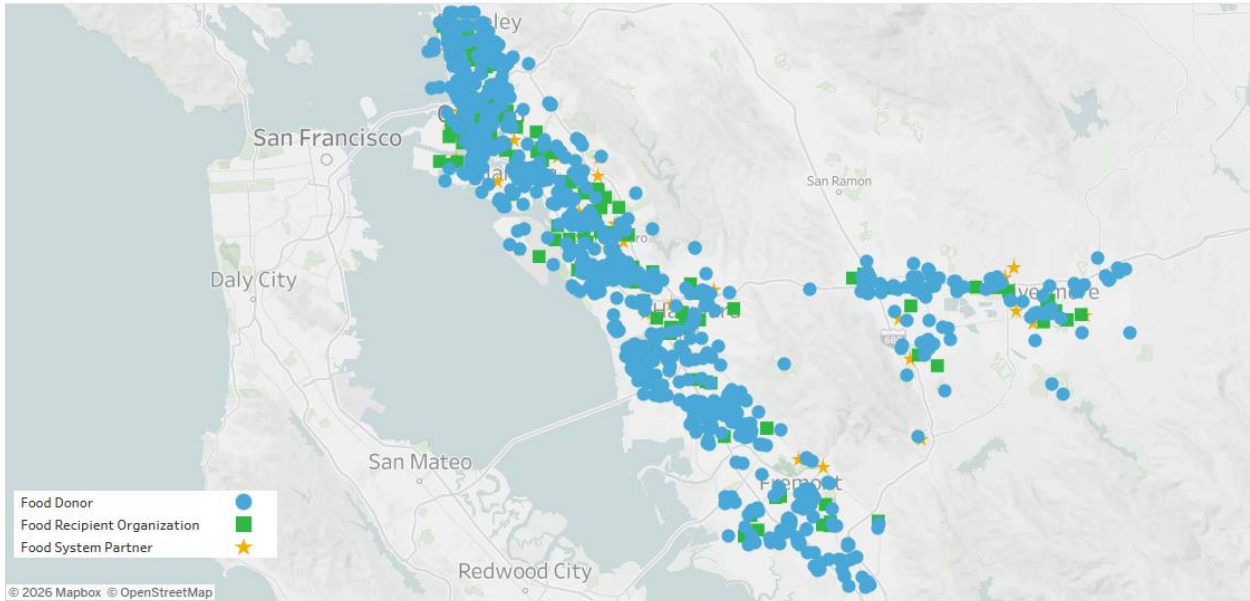 San Francisco
San Ramon
Daly City
680
San Mateo
Fremont
Redwood City
Food Donor
Food Recipient Organization
Food System Partner
© 2026 Mapbox © OpenStreetMap